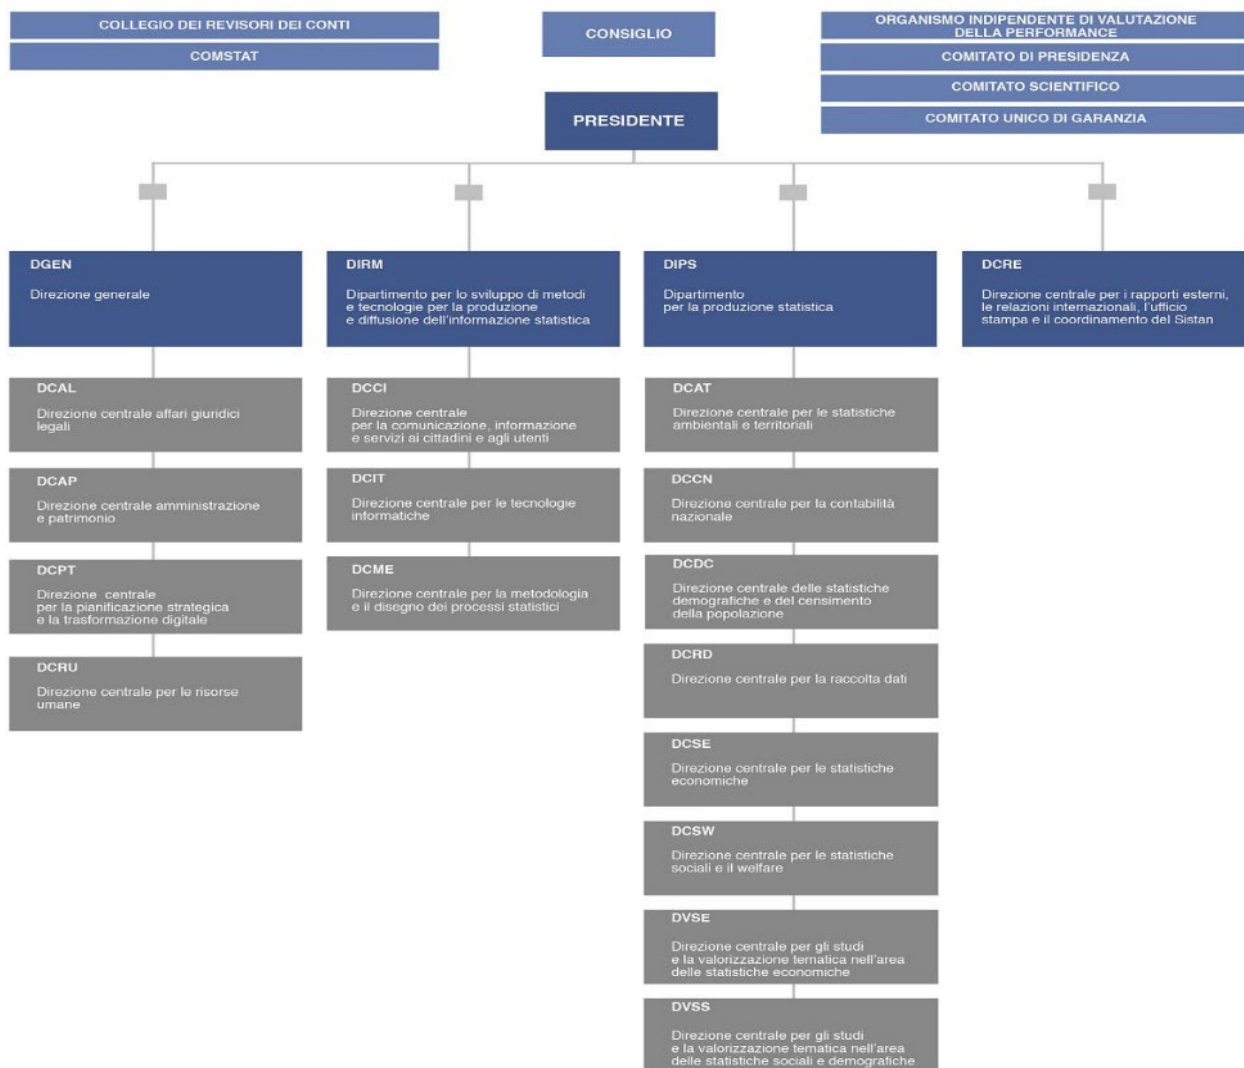 COLLEGIO DEI REVISORI DEI CONTI
COMSTAT
CONSIGLIO
ORGANISMO INDIPENDENTE DI VALUTAZIONE
DELLA PERFORMANCE
COMITATO DI PRESIDENZA
COMITATO SCIENTIFICO
COMITATO UNICO DI GARANZIA
PRESIDENTE
DGEN
Direzione generale
DCAL
Direzione centrale affari giuridici
legali
DCAP
Direzione centrale amministrazione
e patrimonio
DCPT
Direzione centrale
per la pianificazione strategica
e la trasformazione digitale
DCRU
Direzione centrale per le risorse
umane
DIRM
Dipartimento per lo sviluppo di metodi
e tecnologie per la produzione
e diffusione dell'informazione statistica
DCCI
Direzione centrale
per la comunicazione, informazione
e servizi ai cittadini e agli utenti
DCIT
Direzione centrale per le tecnologie
informatiche
DCME
Direzione centrale per la metodologia
e il disegno dei processi statistici
DIPS
Dipartimento
per la produzione statistica
DCAT
Direzione centrale per le statistiche
ambientali e territoriali
DCCN
Direzione centrale per la contabilità
nazionale
DCDC
Direzione centrale delle statistiche
demografiche e del censimento
della popolazione
DCRD
Direzione centrale per la raccolta dati
DCSE
Direzione centrale per le statistiche
economiche
DCSW
Direzione centrale per le statistiche
sociali e il welfare
DVSE
Direzione centrale per gli studi
e la valorizzazione tematica nell'area
delle statistiche economiche
DVSS
Direzione centrale per gli studi
e la valorizzazione tematica nell'area
delle statistiche sociali e demografiche
DCRE
Direzione centrale per i rapporti esterni,
le relazioni internazionali, l'ufficio
stampa e il coordinamento del Sistan